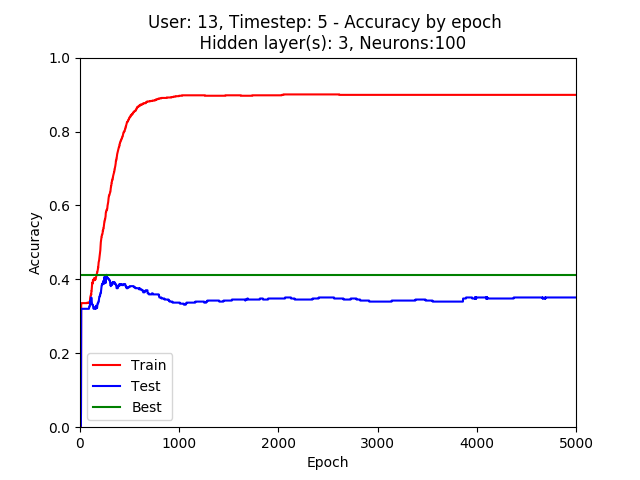 User: 13, Timestep: 5 - Accuracy by epoch
Hidden layer(s): 3, Neurons:100
1.0
0.8
0.6
0.4
0.2
0.0
Accuracy
Train
Test
Best
0 1000 2000 3000 4000 5000
Epoch